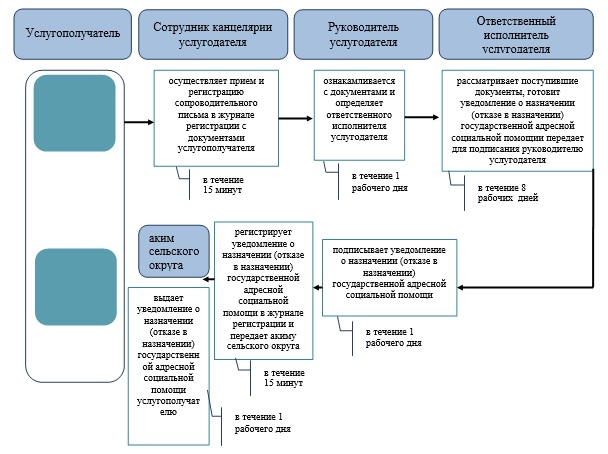 Услугополучатель
Сотрудник канцелярии
услугодателя
Руководитель
услугодателя
Ответственный
исполнитель
услугодателя
осуществляет прием и
регистрацию
сопроводительного
письма в журнале
регистрации с
документами
услугополучателя
в течение
15 минут
ознакамливается
с документами и
определяет
ответственного
исполнителя
услугодателя
в течение 1
рабочего дня
рассматривает поступившие
документы, готовит
уведомление о назначении
(отказе в назначении)
государственной адресной
социальной помощи передает
для подписания руководителю
услугодателя
в течение 8
рабочих дней
аким
сельского
округа
регистрирует
уведомление о
назначении (отказе
в назначении)
государственной
адресной
социальной
помощи в журнале
регистрации и
передает акиму
сельского округа
в течение
15 минут
подписывает уведомление
о назначении (отказе в
назначении)
государственной адресной
социальной помощи
в течение 1
рабочего дня
выдает
уведомление о
назначении
(отказе в
назначении)
государственн
ой адресной
социальной
помощи
услугополучат
елю
в течение 1
рабочего дня